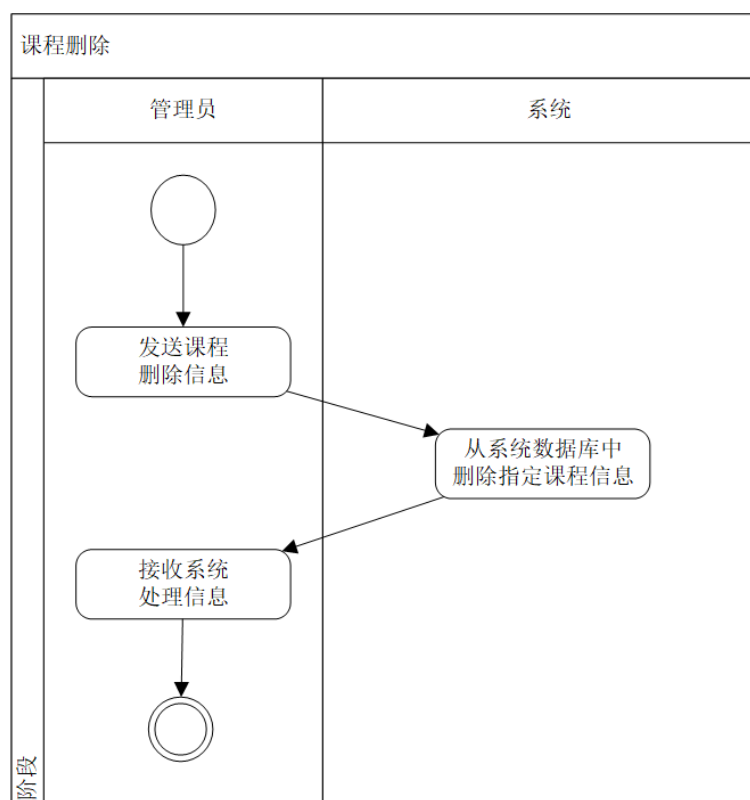 课程删除
管理员
系统
发送课程
删除信息
从系统数据库中
删除指定课程信息
接收系统
处理信息
阶段